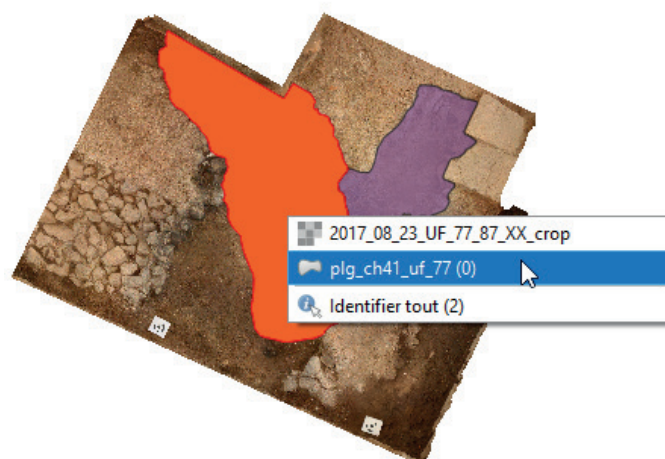 2017_08_23_UF_77_87_XX_crop
plg_ch41_uf_77 (0)
Identifier tout (2)